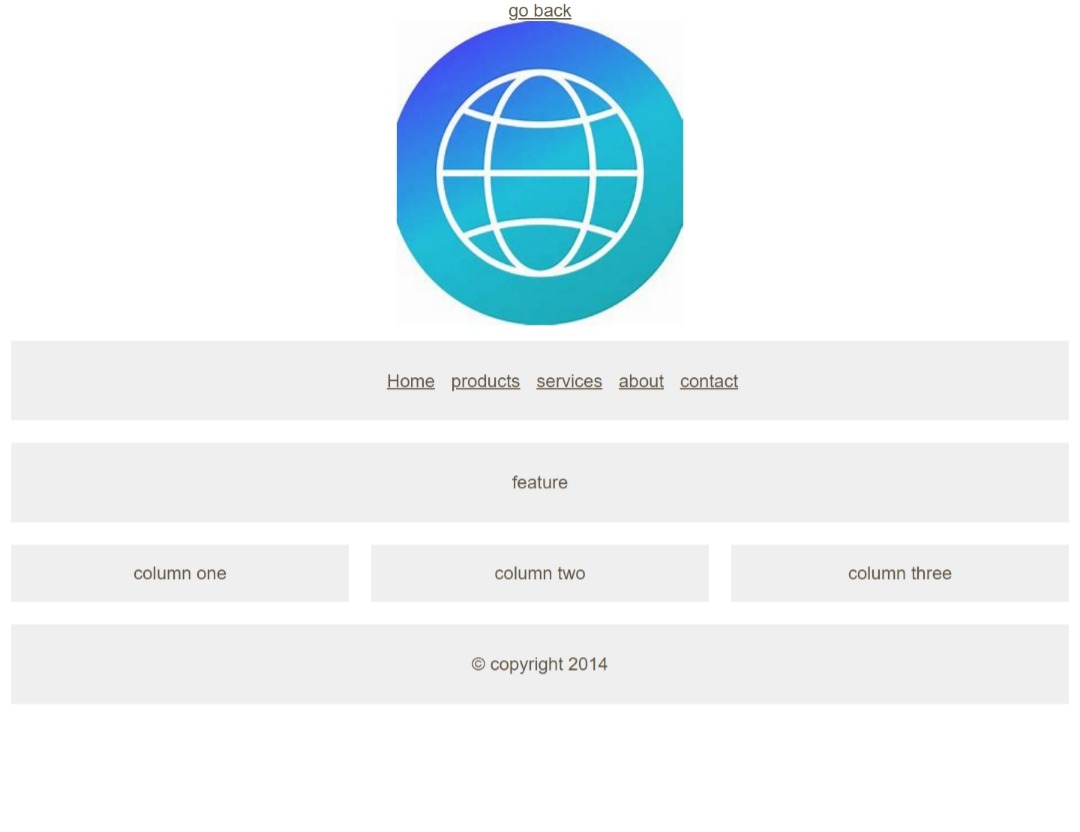 go back
Home products services about contact
feature
column one column two column three
© copyright 2014